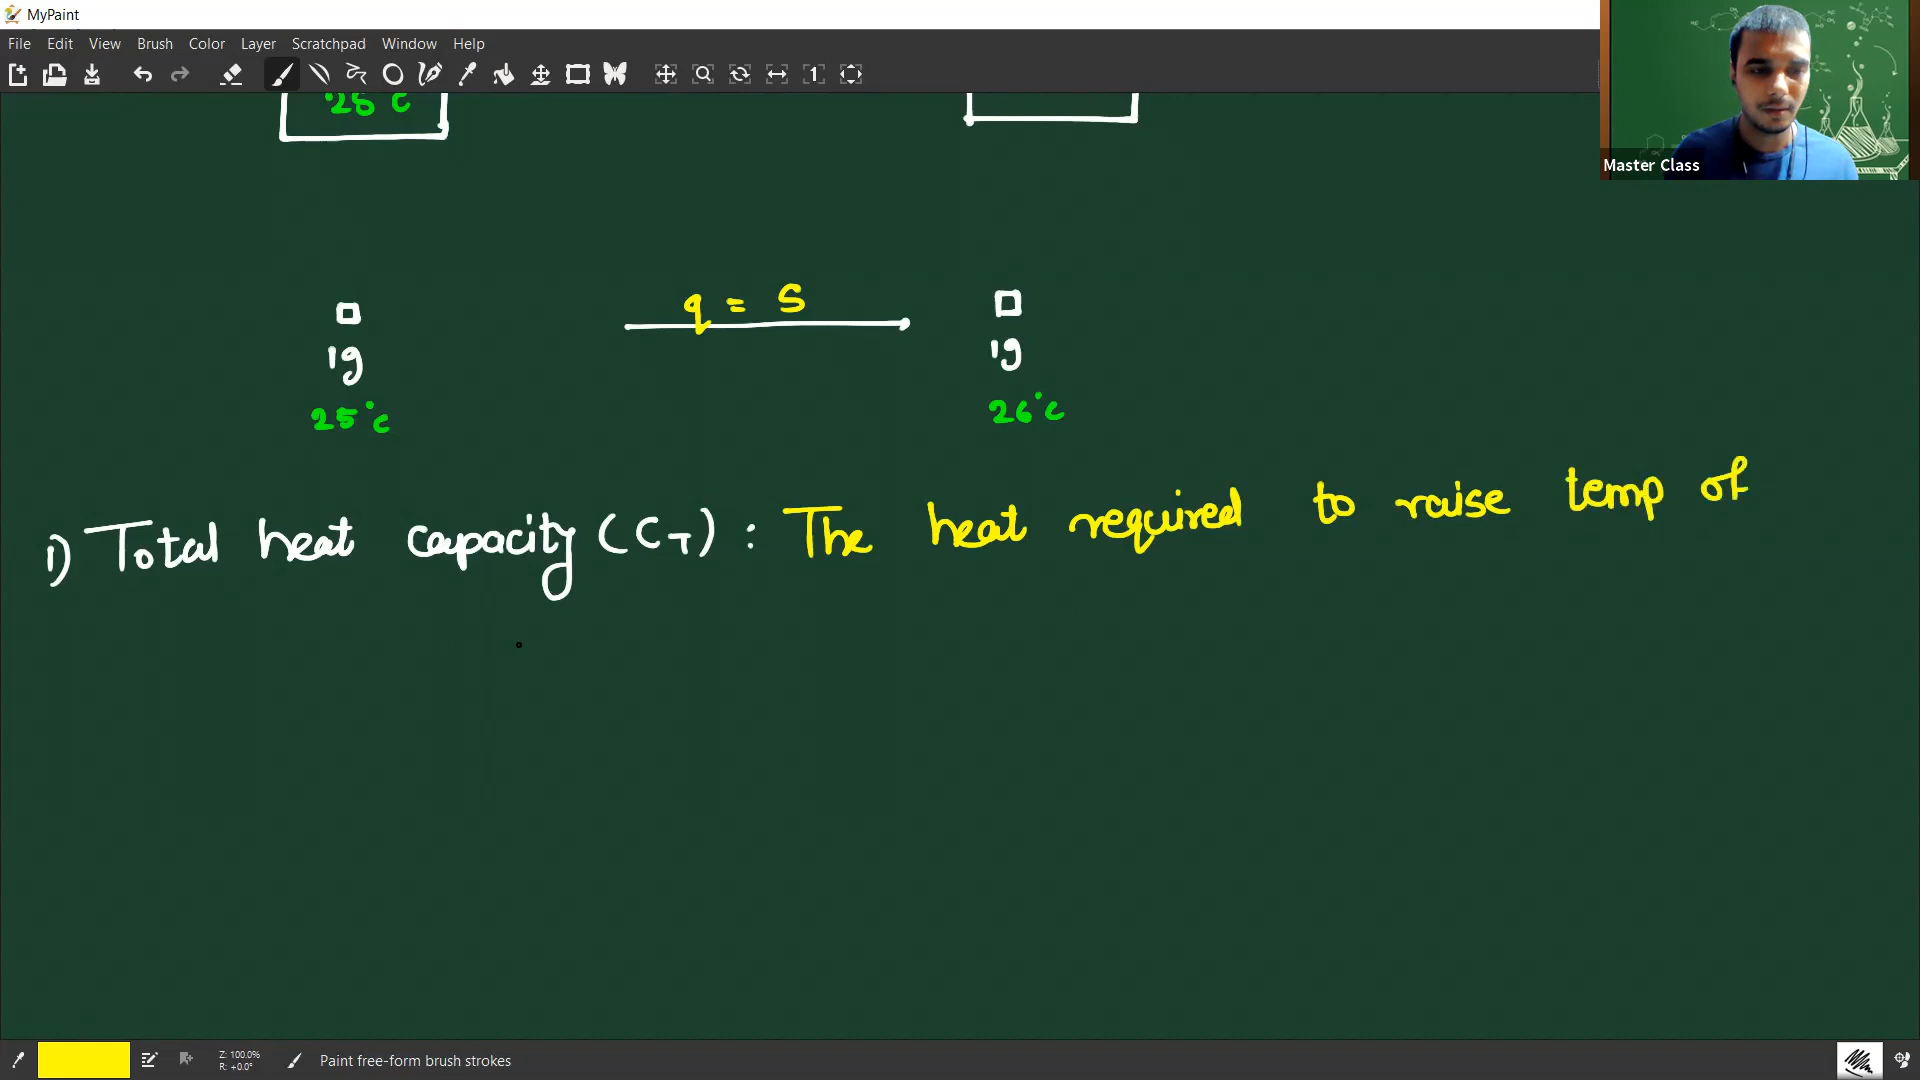 MyPaint
File Edit View Brush Color Layer Scratchpad Window Help
25°c
q = S
1g
1g
25°c
26°c
1) Total heat capacity (CT) : The heat required to raise temp of
Master Class
Z: 100.0%
R: +0.0°
Paint free-form brush strokes